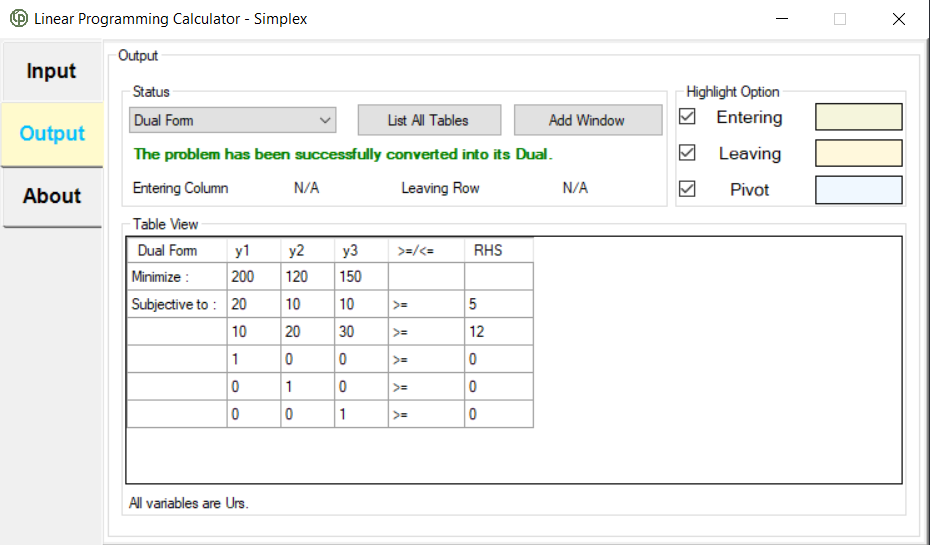 Linear Programming Calculator - Simplex
Input
Output
About
Output
Status
Dual Form
List All Tables
Add Window
The problem has been successfully converted into its Dual.
Entering Column N/A Leaving Row N/A
Highlight Option
Entering
Leaving
Pivot
Table View
Dual Form y1 y2 y3 >=/<= RHS
Minimize : 200 120 150
Subjective to : 20 10 10 >= 5
10 20 30 >= 12
1 0 0 >= 0
0 1 0 >= 0
0 0 1 >= 0
All variables are Urs.